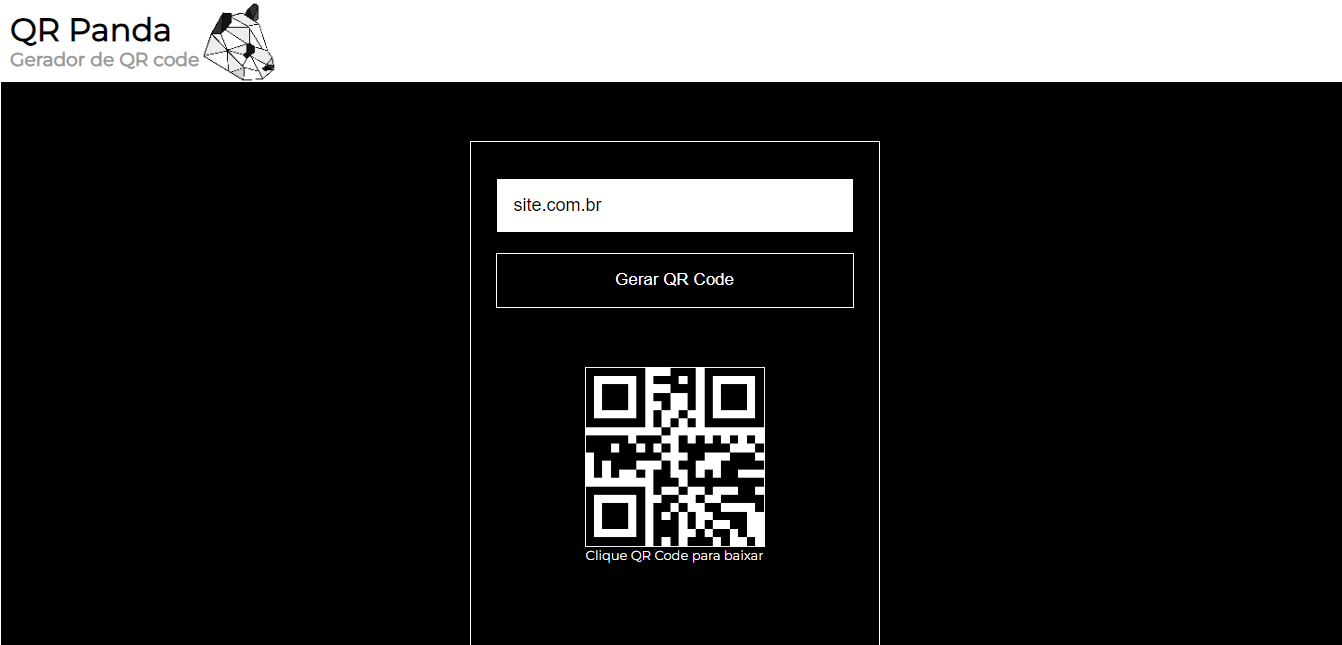 QR Panda
Gerador de QR code
site.com.br
Gerar QR Code
Clique QR Code para baixar